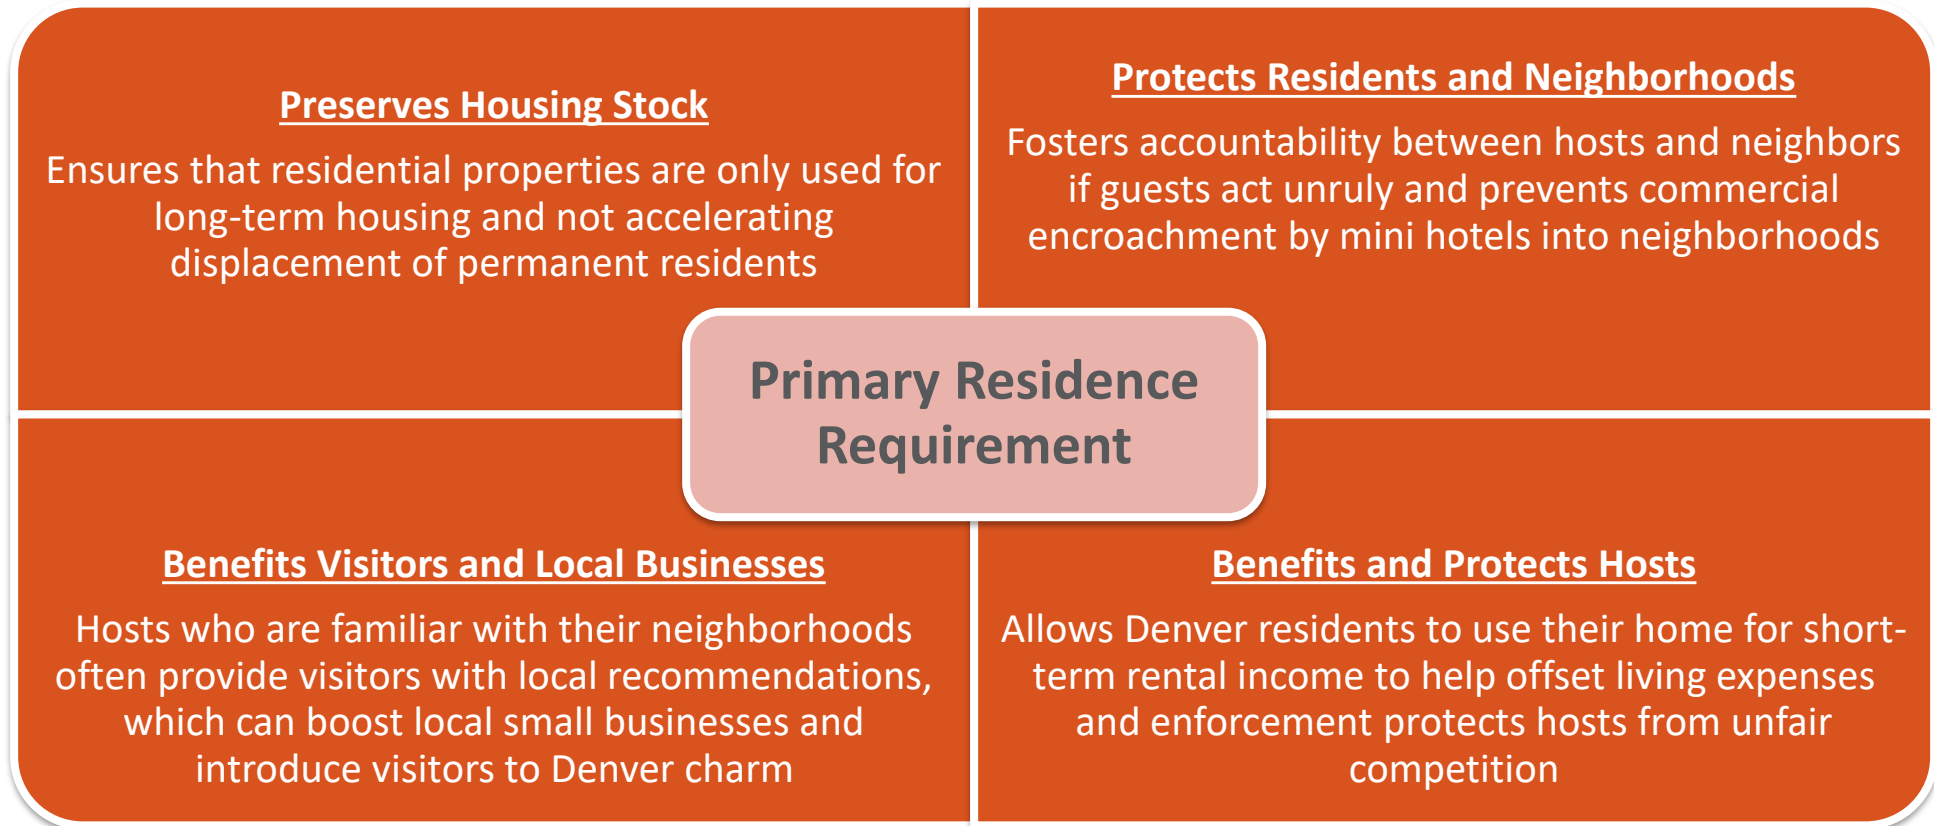 Preserves Housing Stock
Ensures that residential properties are only used for
long-term housing and not accelerating
displacement of permanent residents
Protects Residents and Neighborhoods
Fosters accountability between hosts and neighbors
if guests act unruly and prevents commercial
encroachment by mini hotels into neighborhoods
Primary Residence
Requirement
Benefits Visitors and Local Businesses
Hosts who are familiar with their neighborhoods
often provide visitors with local recommendations,
which can boost local small businesses and
introduce visitors to Denver charm
Benefits and Protects Hosts
Allows Denver residents to use their home for short-
term rental income to help offset living expenses
and enforcement protects hosts from unfair
competition